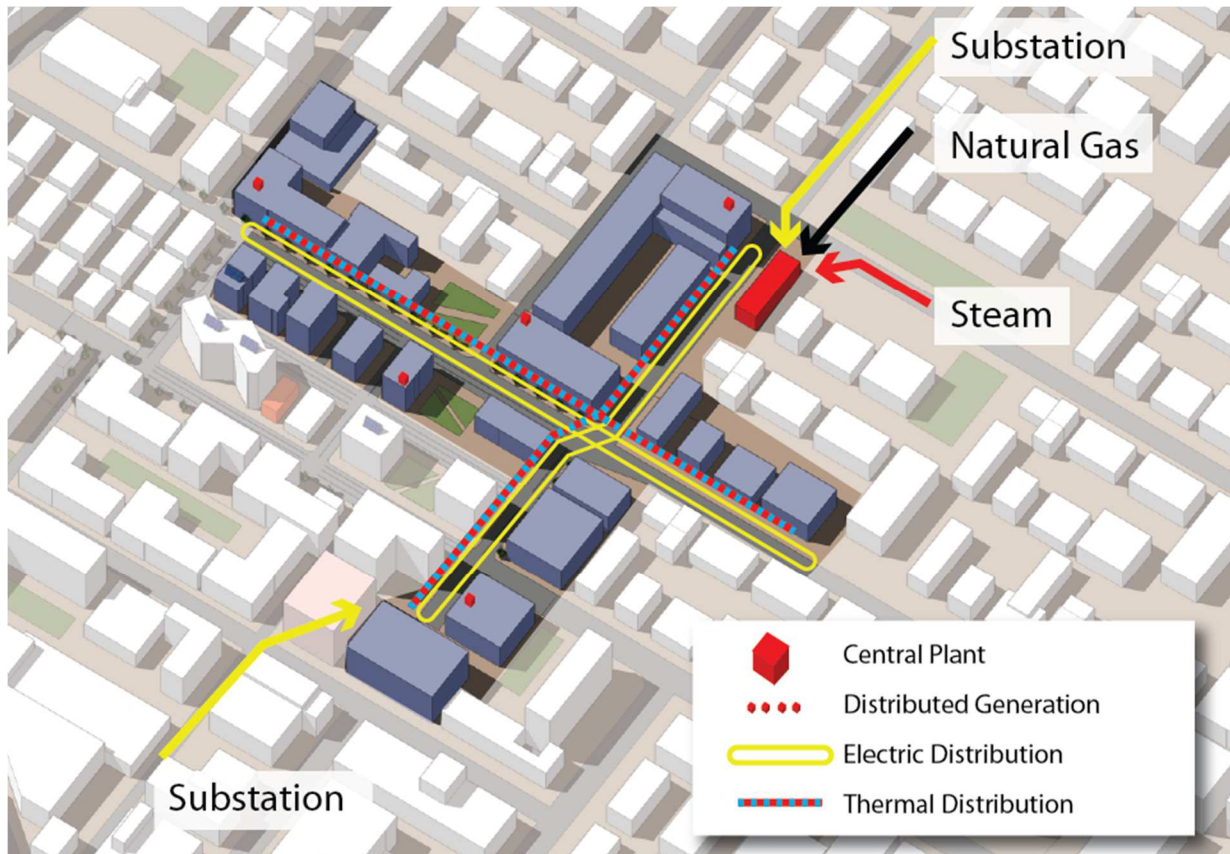 Substation
Natural Gas
Steam
Substation
Central Plant
Distributed Generation
Electric Distribution
Thermal Distribution